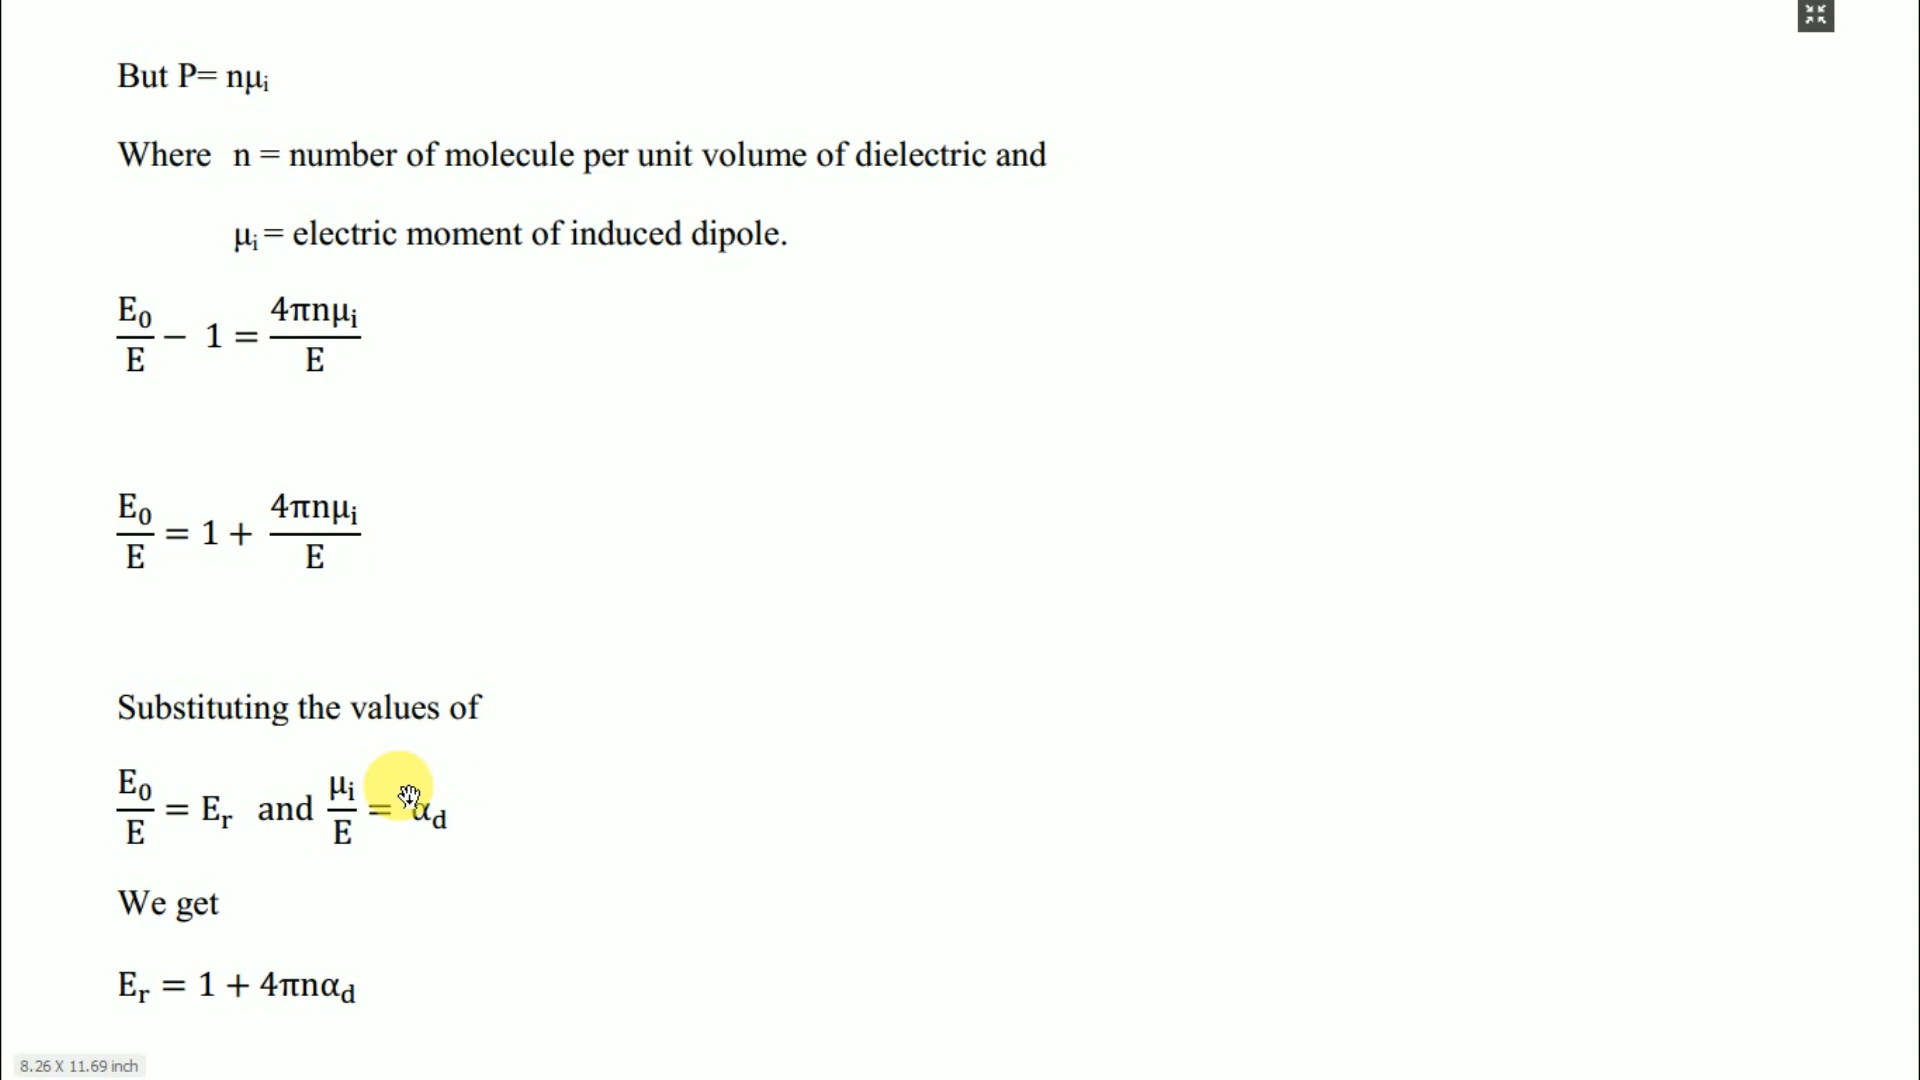 But P= nμᵢ
Where n = number of molecule per unit volume of dielectric and
μᵢ = electric moment of induced dipole.
E₀/E − 1 = 4πnμᵢ/E
E₀/E = 1 + 4πnμᵢ/E
Substituting the values of
E₀/E = Eᵣ and μᵢ/E = α_d
We get
Eᵣ = 1 + 4πnα_d
8.26 X 11.69 inch